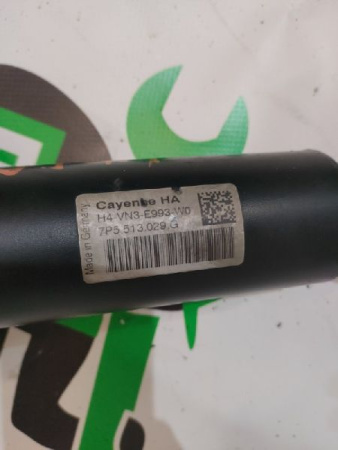 Cayenne HA
H4-VN3-E993-W0
7P5.513.029.G
Made in Germany